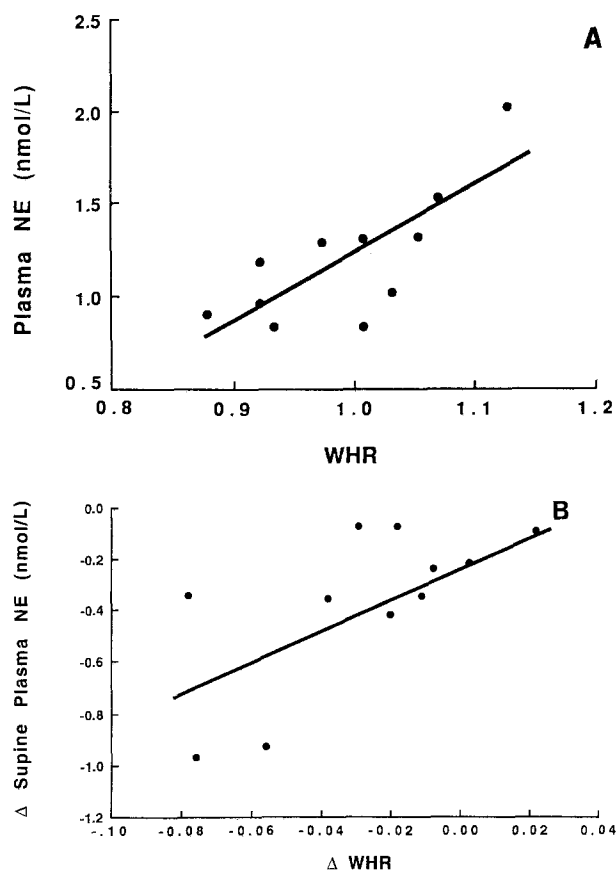 A
2.5
2.0
1.5
1.0
0.5
Plasma NE (nmol/L)
0.8 0.9 1.0 1.1 1.2
WHR
B
0.0
-0.2
-0.4
-0.6
-0.8
-1.0
-1.2
Δ Supine Plasma NE (nmol/L)
-.10 -0.08 -0.06 -0.04 -0.02 0.00 0.02 0.04
Δ WHR